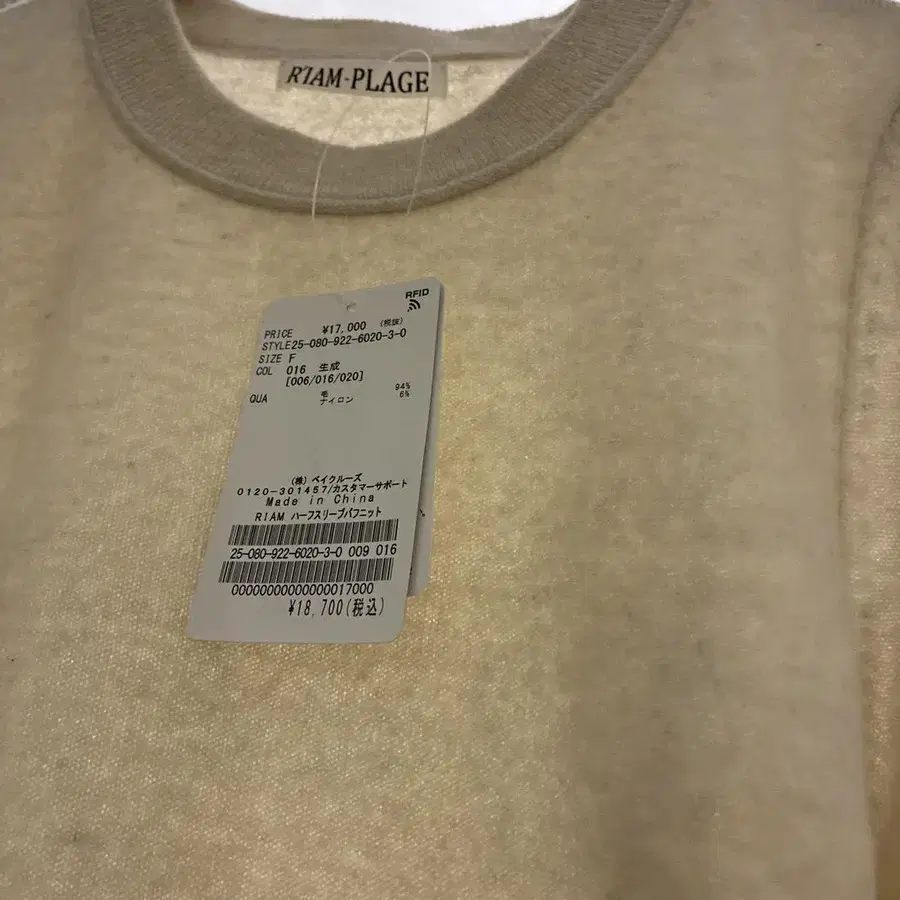 R'IAM-PLAGE
RFID
PRICE ¥17,000 (税抜)
STYLE25-080-922-6020-3-0
SIZE F
COL 016 生成
[006/016/020]
QUA 毛 94%
ナイロン 6%
(株) ベイクルーズ
0120-301457/カスタマーサポート
Made in China
RIAM ハーフスリーブパフニット
25-080-922-6020-3-0 009 016
00000000000000017000
¥18,700(税込)